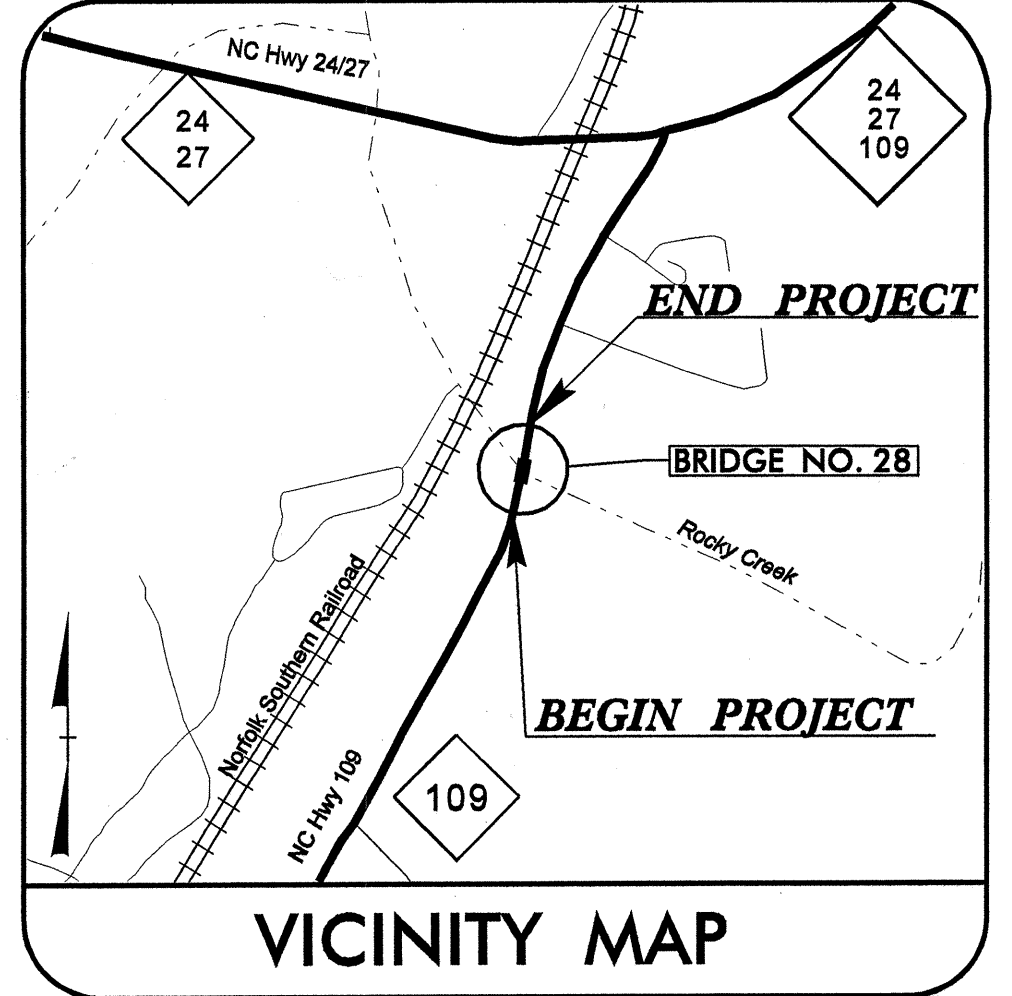 NC Hwy 24/27
24
27
24
27
109
END PROJECT
BRIDGE NO. 28
Rocky Creek
Norfolk Southern Railroad
BEGIN PROJECT
NC Hwy 109
109
VICINITY MAP